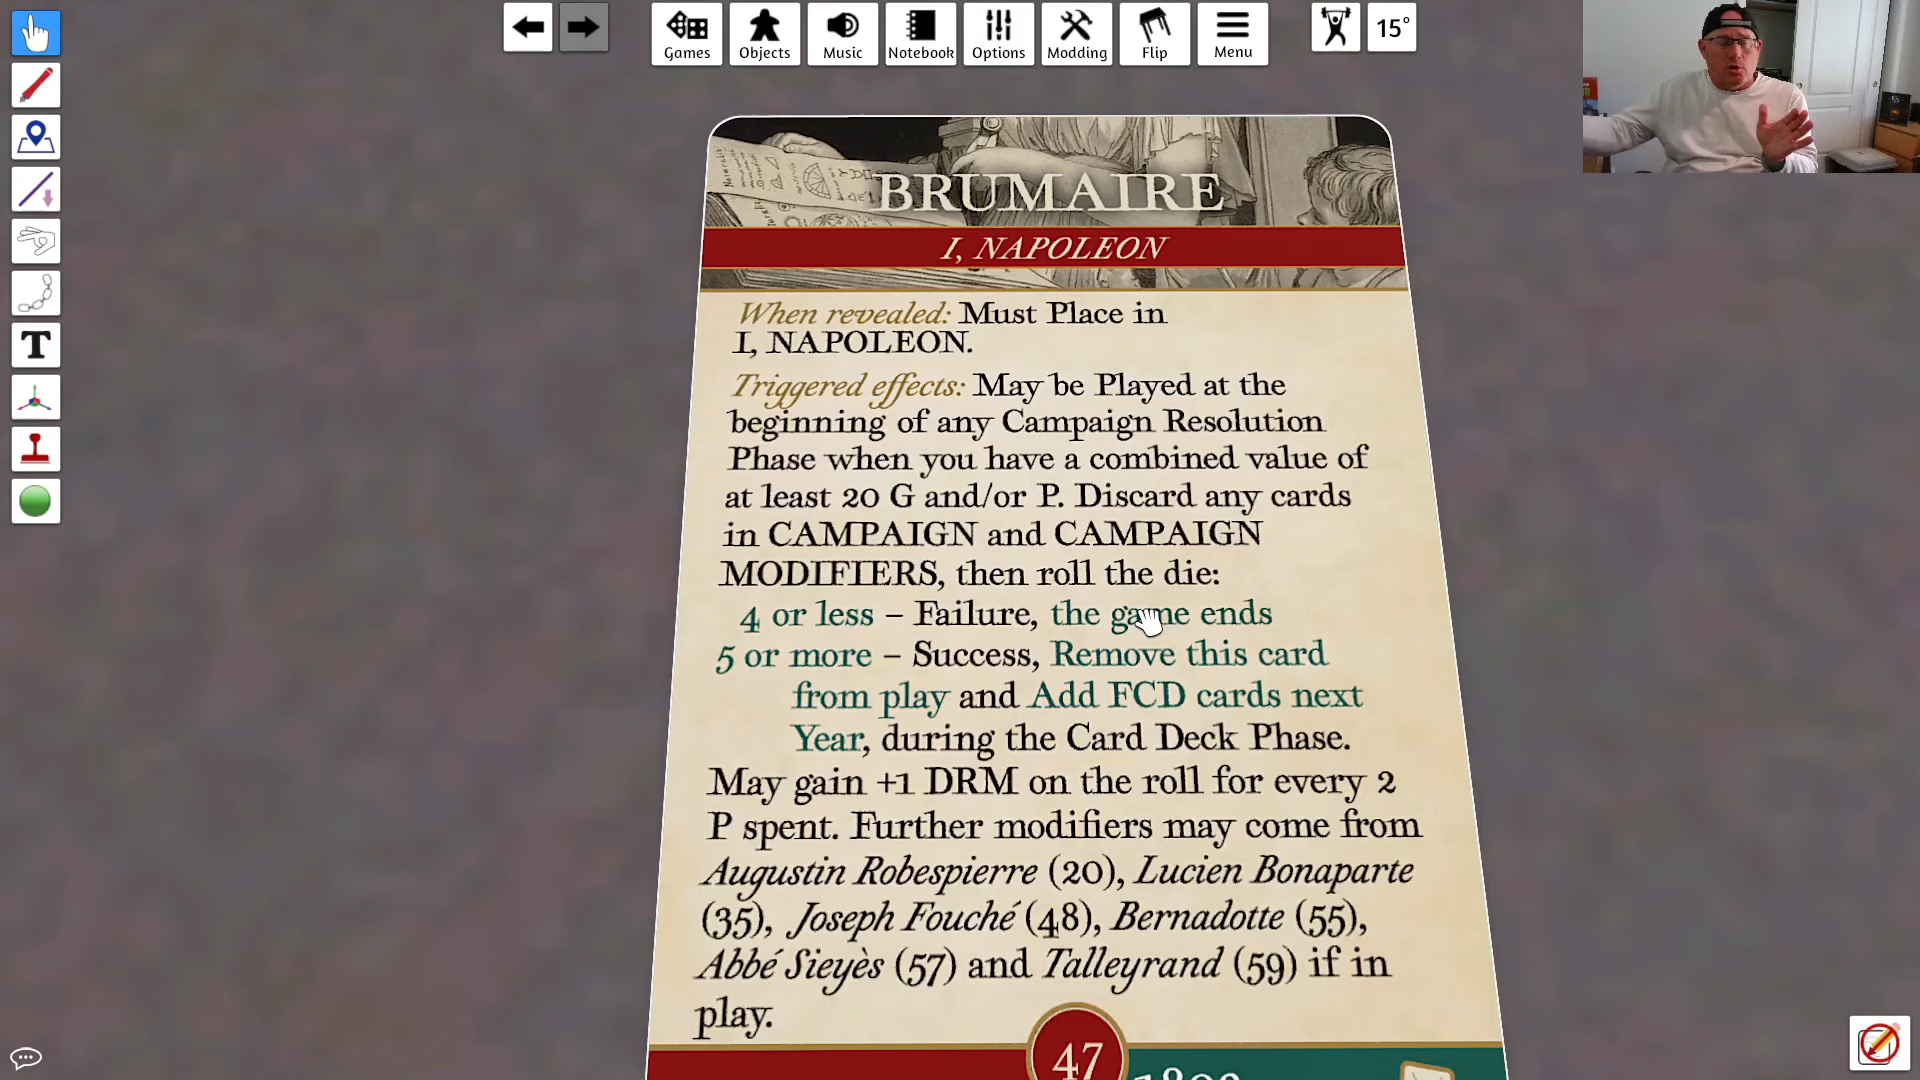 Games
Objects
Music
Notebook
Options
Modding
Flip
Menu
15°
BRUMAIRE
I, NAPOLEON
When revealed: Must Place in
I, NAPOLEON.
Triggered effects: May be Played at the
beginning of any Campaign Resolution
Phase when you have a combined value of
at least 20 G and/or P. Discard any cards
in CAMPAIGN and CAMPAIGN
MODIFIERS, then roll the die:
4 or less – Failure, the game ends
5 or more – Success, Remove this card
from play and Add FCD cards next
Year, during the Card Deck Phase.
May gain +1 DRM on the roll for every 2
P spent. Further modifiers may come from
Augustin Robespierre (20), Lucien Bonaparte
(35), Joseph Fouché (48), Bernadotte (55),
Abbé Sieyès (57) and Talleyrand (59) if in
play.
47
T